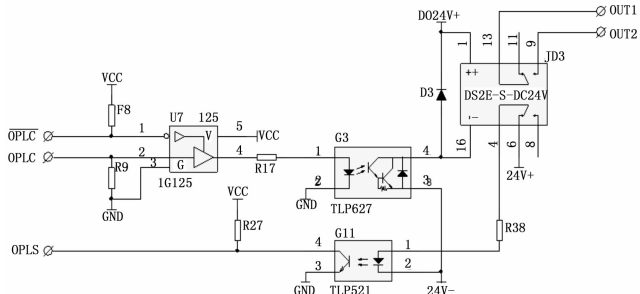 DO24V+
OUT1
OUT2
1
13
11
9
JD3
VCC
F8
D3
++
DS2E-S-DC24V
--
U7
125
OPLC
1
5
VCC
V
G3
OPLC
2
3
4
G
R9
1G125
R17
1
4
16
4
6
8
24V+
2
3
GND
GND
TLP627
VCC
R27
G11
R38
OPLS
4
1
3
2
GND
TLP521
24V-